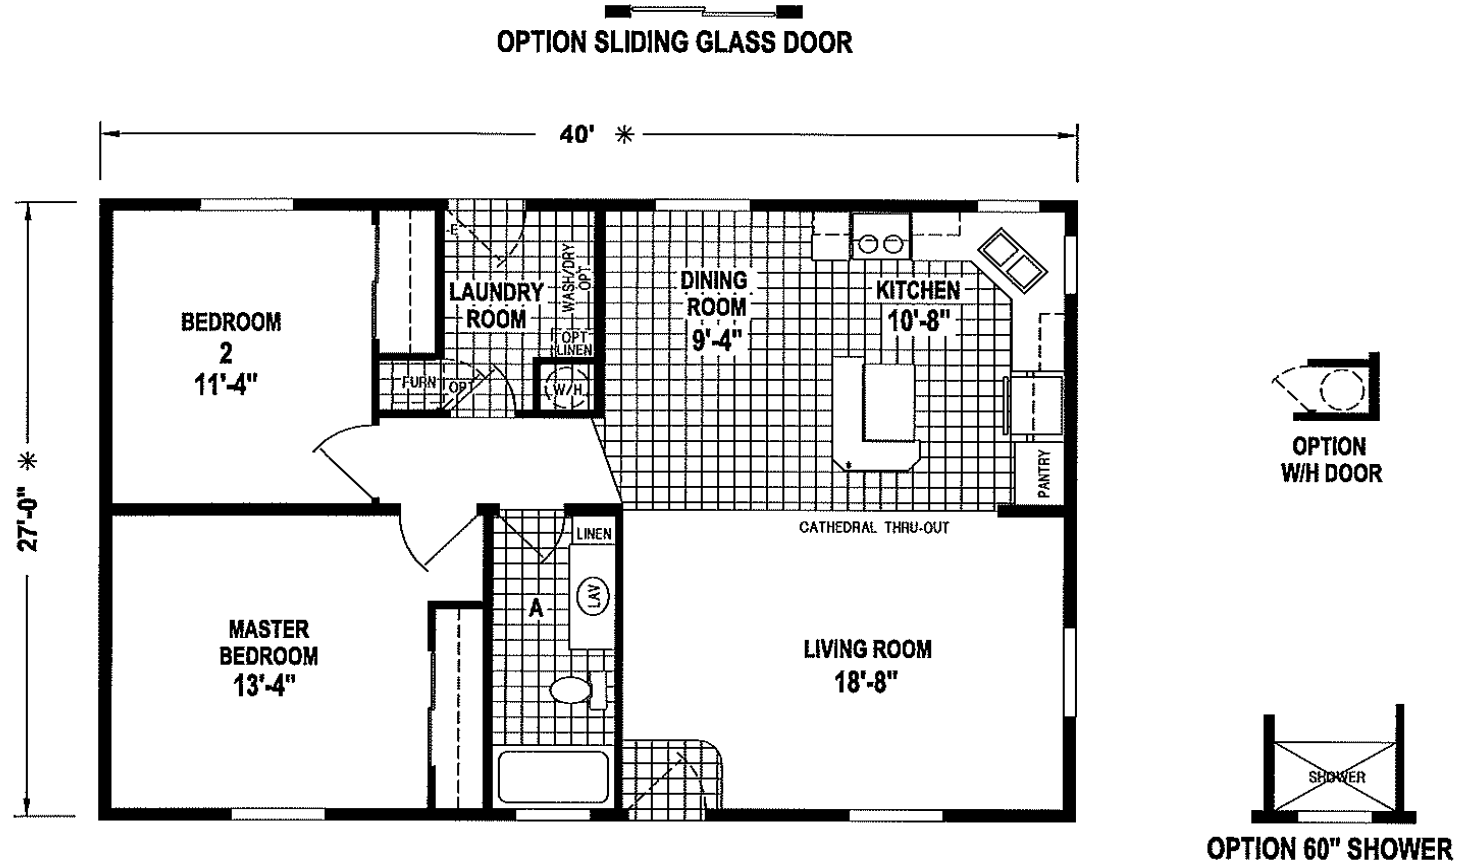 OPTION SLIDING GLASS DOOR
40' ✳
27'-0" ✳
BEDROOM
2
11'-4"
LAUNDRY
ROOM
WASH/DRY
OPT
OPT
LINEN
FURN
OPT
W/H
DINING
ROOM
9'-4"
KITCHEN
10'-8"
*
PANTRY
CATHEDRAL THRU-OUT
MASTER
BEDROOM
13'-4"
LINEN
LAV
A
LIVING ROOM
18'-8"
OPTION
W/H DOOR
SHOWER
OPTION 60" SHOWER